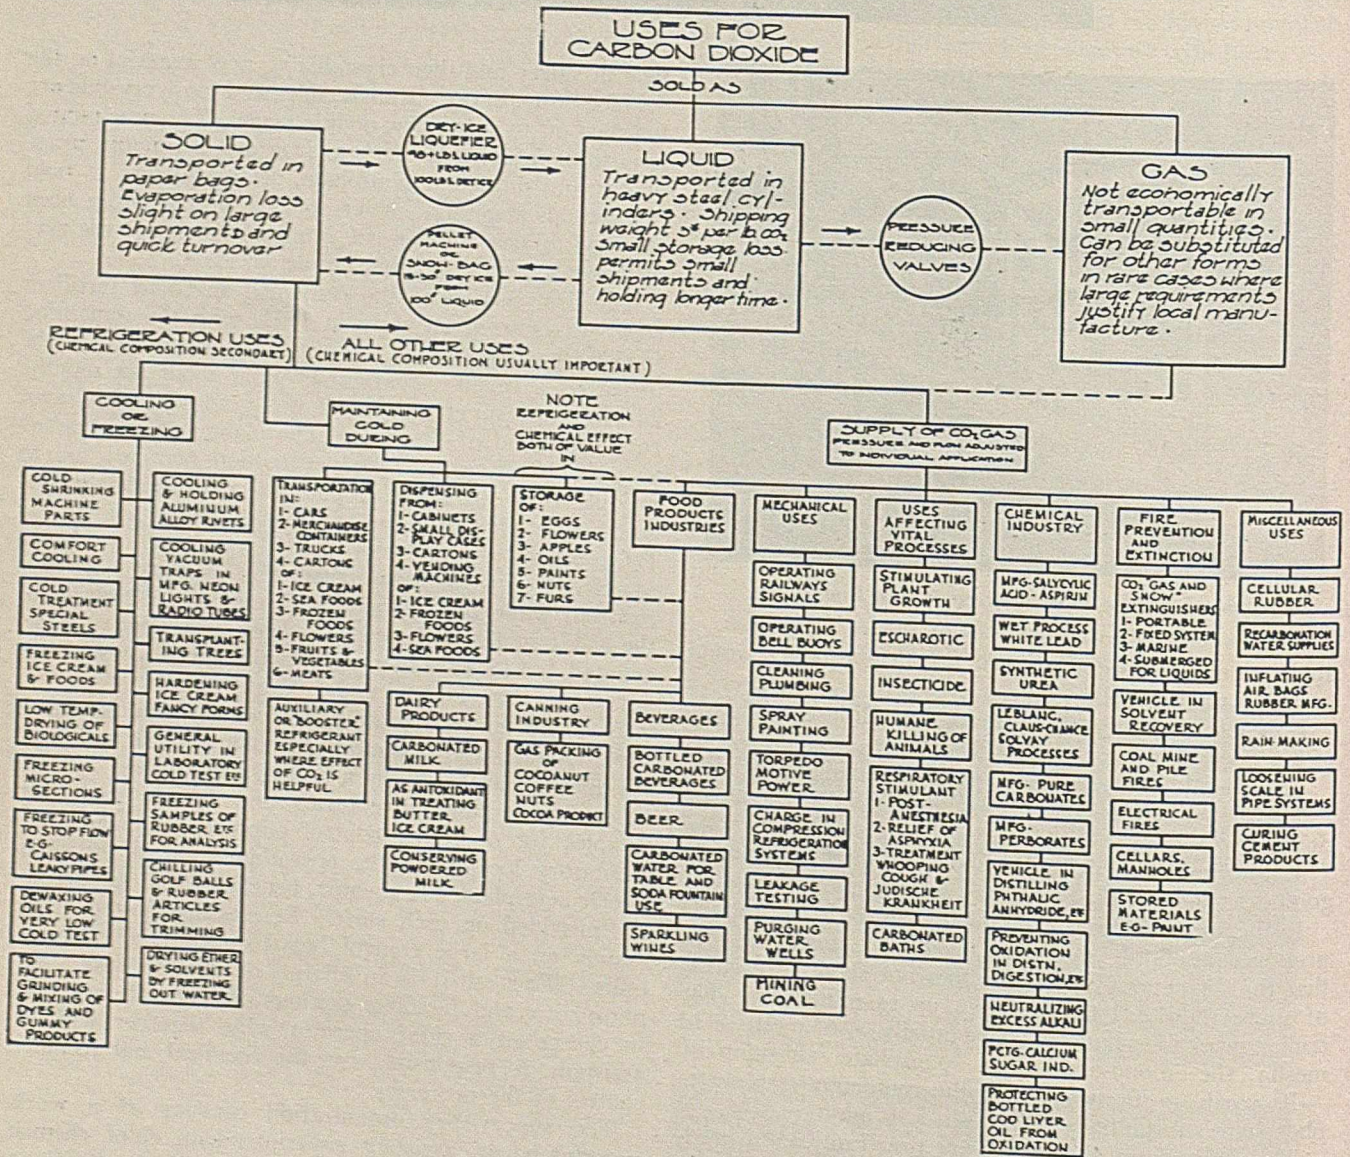 USES FOR
CARBON DIOXIDE
SOLD AS
SOLID
Transported in
paper bags.
Evaporation loss
slight on large
shipments and
quick turnover
DRY-ICE
LIQUEFIER
LBS LIQUID
FROM
100 LBS DRY ICE
PELLET
MACHINE
OR
SNOW-BAG
DRY ICE
FROM
100# LIQUID
LIQUID
Transported in
heavy steel cyl-
inders. Shipping
weight 3# per lb CO2
small storage loss
permits small
shipments and
holding longer time.
PRESSURE
REDUCING
VALVES
GAS
Not economically
transportable in
small quantities.
Can be substituted
for other forms
in rare cases where
large requirements
justify local manu-
facture.
REFRIGERATION USES
(CHEMICAL COMPOSITION SECONDARY)
ALL OTHER USES
(CHEMICAL COMPOSITION USUALLY IMPORTANT)
COOLING
OR
FREEZING
MAINTAINING
COLD
DURING
NOTE
REFRIGERATION
AND
CHEMICAL EFFECT
BOTH OF VALUE
IN
SUPPLY OF CO2 GAS
PRESSURE AND FLOW ADJUSTED
TO INDIVIDUAL APPLICATION
COLD
SHRINKING
MACHINE
PARTS
COMFORT
COOLING
COLD
TREATMENT
SPECIAL
STEELS
FREEZING
ICE CREAM
& FOODS
LOW TEMP-
DRYING OF
BIOLOGICALS
FREEZING
MICRO-
SECTIONS
FREEZING
TO STOP FLOW
E-G-
CAISSONS
LEAKY PIPES
DEWAXING
OILS FOR
VERY LOW
COLD TEST
TO
FACILITATE
GRINDING
& MIXING OF
DYES AND
GUMMY
PRODUCTS
COOLING
& HOLDING
ALUMINUM
ALLOY RIVETS
COOLING
VACUUM
TRAPS IN
MFG. NEON
LIGHTS &
RADIO TUBES
TRANSPLANT-
ING TREES
HARDENING
ICE CREAM
FANCY FORMS
GENERAL
UTILITY IN
LABORATORY
COLD TEST ETC
FREEZING
SAMPLES OF
RUBBER ETC
FOR ANALYSIS
CHILLING
GOLF BALLS
& RUBBER
ARTICLES
FOR
TRIMMING
DRYING ETHER
& SOLVENTS
BY FREEZING
OUT WATER
TRANSPORTATION
IN:
1- CARS
2- MERCHANDISE
CONTAINERS
3- TRUCKS
4- CARTONS
OF:
1- ICE CREAM
2- SEA FOODS
3- FROZEN
FOODS
4- FLOWERS
5- FRUITS &
VEGETABLES
6- MEATS
AUXILIARY
OR "BOOSTER"
REFRIGERANT
ESPECIALLY
WHERE EFFECT
OF CO2 IS
HELPFUL
DISPENSING
FROM:
1- CABINETS
2- SMALL DIS-
PLAY CASES
3- CARTONS
4- VENDING
MACHINES
OF:
1- ICE CREAM
2- FROZEN
FOODS
3- FLOWERS
4- SEA FOODS
STORAGE
OF:
1- EGGS
2- FLOWERS
3- APPLES
4- OILS
5- PAINTS
6- NUTS
7- FURS
FOOD
PRODUCTS
INDUSTRIES
DAIRY
PRODUCTS
CARBONATED
MILK
AS ANTIOXIDANT
IN TREATING
BUTTER
ICE CREAM
CONSERVING
POWDERED
MILK
CANNING
INDUSTRY
GAS PACKING
OF
COCOANUT
COFFEE
NUTS
COCOA PRODUCT
BEVERAGES
BOTTLED
CARBONATED
BEVERAGES
BEER
CARBONATED
WATER FOR
TABLE AND
SODA FOUNTAIN
USE
SPARKLING
WINES
MECHANICAL
USES
OPERATING
RAILWAYS
SIGNALS
OPERATING
BELL BUOYS
CLEANING
PLUMBING
SPRAY
PAINTING
TORPEDO
MOTIVE
POWER
CHARGE IN
COMPRESSION
REFRIGERATION
SYSTEMS
LEAKAGE
TESTING
PURGING
WATER
WELLS
MINING
COAL
USES
AFFECTING
VITAL
PROCESSES
STIMULATING
PLANT
GROWTH
ESCHAROTIC
INSECTICIDE
HUMANE
KILLING OF
ANIMALS
RESPIRATORY
STIMULANT
1- POST-
ANESTHESIA
2- RELIEF OF
ASPHYXIA
3- TREATMENT
WHOOPING
COUGH &
JUDISCHE
KRANKHEIT
CARBONATED
BATHS
CHEMICAL
INDUSTRY
MFG-SALYCYLIC
ACID-ASPIRIN
WET PROCESS
WHITE LEAD
SYNTHETIC
UREA
LEBLANC,
CLAUS-CHANCE
SOLVAY
PROCESSES
MFG- PURE
CARBONATES
MFG-
PERBORATES
VEHICLE IN
DISTILLING
PHTHALIC
ANHYDRIDE, ETC
PREVENTING
OXIDATION
IN DISTN.
DIGESTION, ETC
NEUTRALIZING
EXCESS ALKALI
PCTG-CALCIUM
SUGAR IND.
PROTECTING
BOTTLED
COD LIVER
OIL FROM
OXIDATION
FIRE
PREVENTION
AND
EXTINCTION
CO2 GAS AND
"SNOW"
EXTINGUISHERS
1- PORTABLE
2- FIXED SYSTEM
3- MARINE
4- SUBMERGED
FOR LIQUIDS
VEHICLE IN
SOLVENT
RECOVERY
COAL MINE
AND PILE
FIRES
ELECTRICAL
FIRES
CELLARS,
MANHOLES
STORED
MATERIALS
E-G- PAINT
MISCELLANEOUS
USES
CELLULAR
RUBBER
RECARBONATION
WATER SUPPLIES
INFLATING
AIR BAGS
RUBBER MFG.
RAIN-MAKING
LOOSENING
SCALE IN
PIPE SYSTEMS
CURING
CEMENT
PRODUCTS